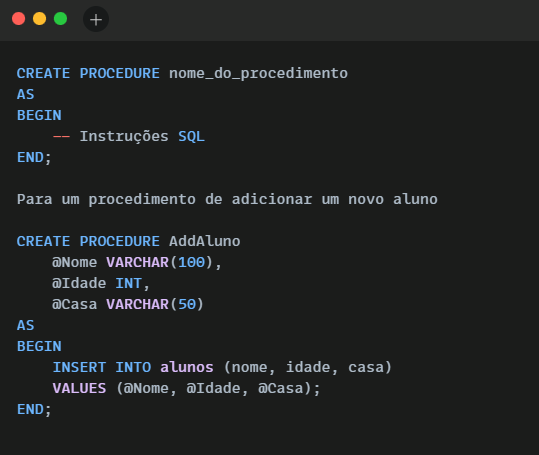 CREATE PROCEDURE nome_do_procedimento
AS
BEGIN
    -- Instruções SQL
END;

Para um procedimento de adicionar um novo aluno

CREATE PROCEDURE AddAluno
    @Nome VARCHAR(100),
    @Idade INT,
    @Casa VARCHAR(50)
AS
BEGIN
    INSERT INTO alunos (nome, idade, casa)
    VALUES (@Nome, @Idade, @Casa);
END;